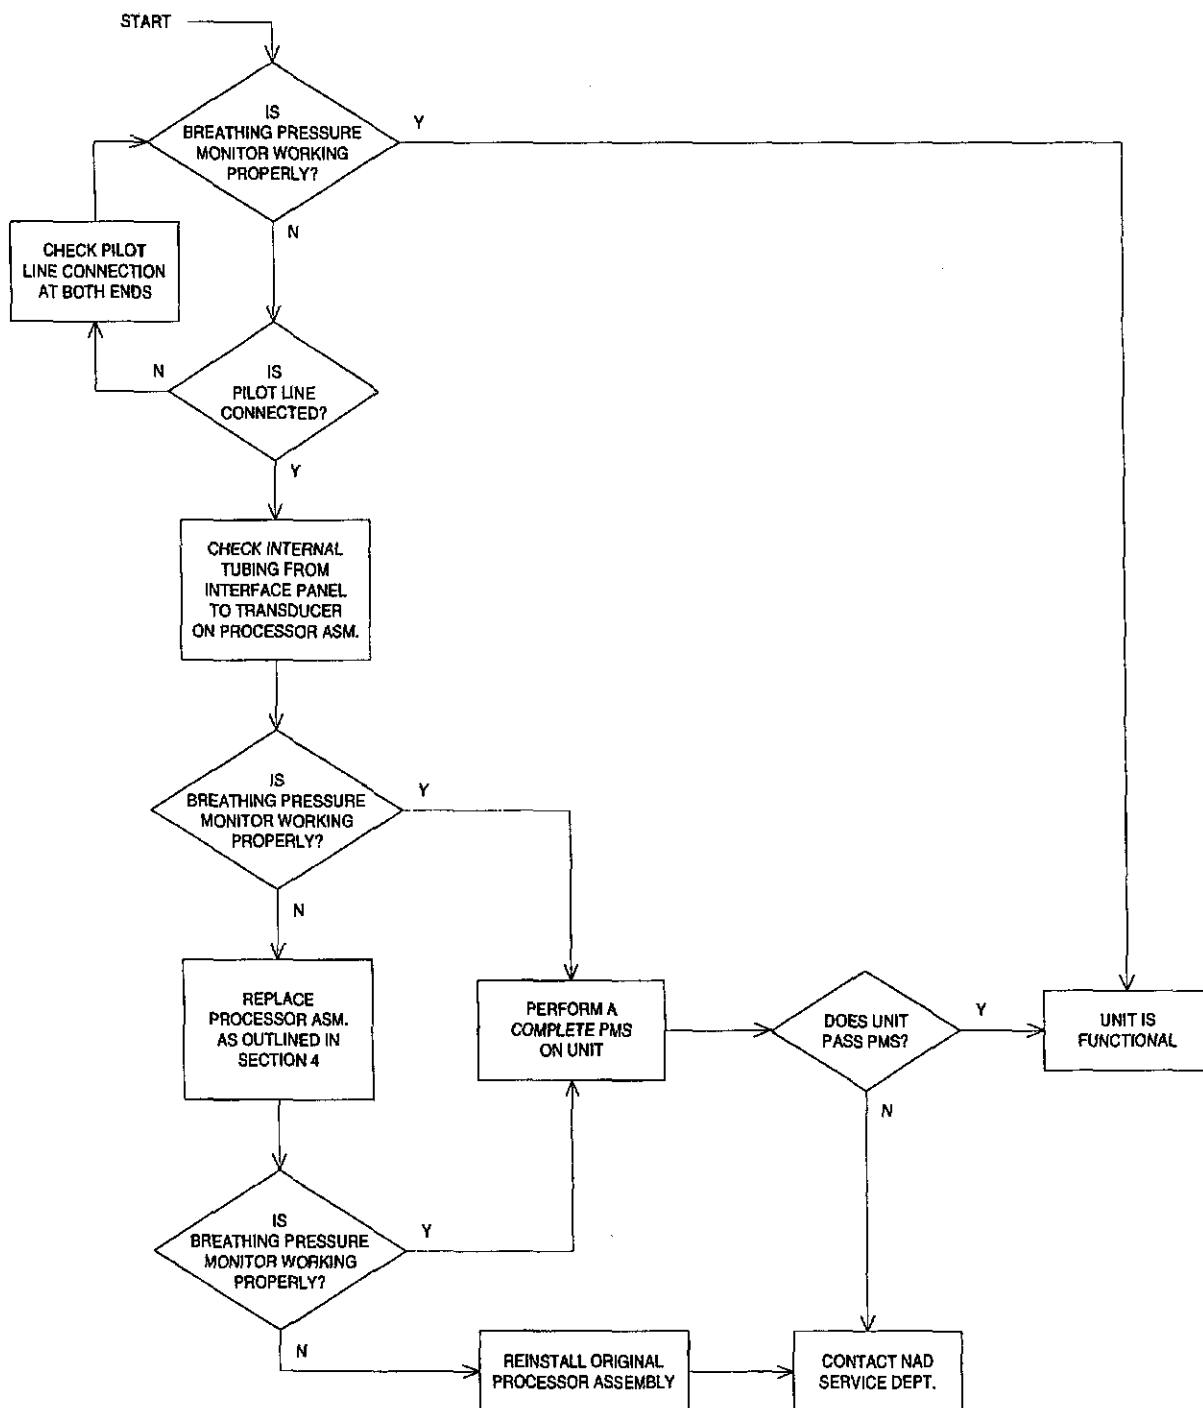 START
IS
BREATHING PRESSURE
MONITOR WORKING
PROPERLY?
Y
N
CHECK PILOT
LINE CONNECTION
AT BOTH ENDS
N
IS
PILOT LINE
CONNECTED?
Y
CHECK INTERNAL
TUBING FROM
INTERFACE PANEL
TO TRANSDUCER
ON PROCESSOR ASM.
IS
BREATHING PRESSURE
MONITOR WORKING
PROPERLY?
Y
N
REPLACE
PROCESSOR ASM.
AS OUTLINED IN
SECTION 4
PERFORM A
COMPLETE PMS
ON UNIT
DOES UNIT
PASS PMS?
Y
N
UNIT IS
FUNCTIONAL
IS
BREATHING PRESSURE
MONITOR WORKING
PROPERLY?
Y
N
REINSTALL ORIGINAL
PROCESSOR ASSEMBLY
CONTACT NAD
SERVICE DEPT.